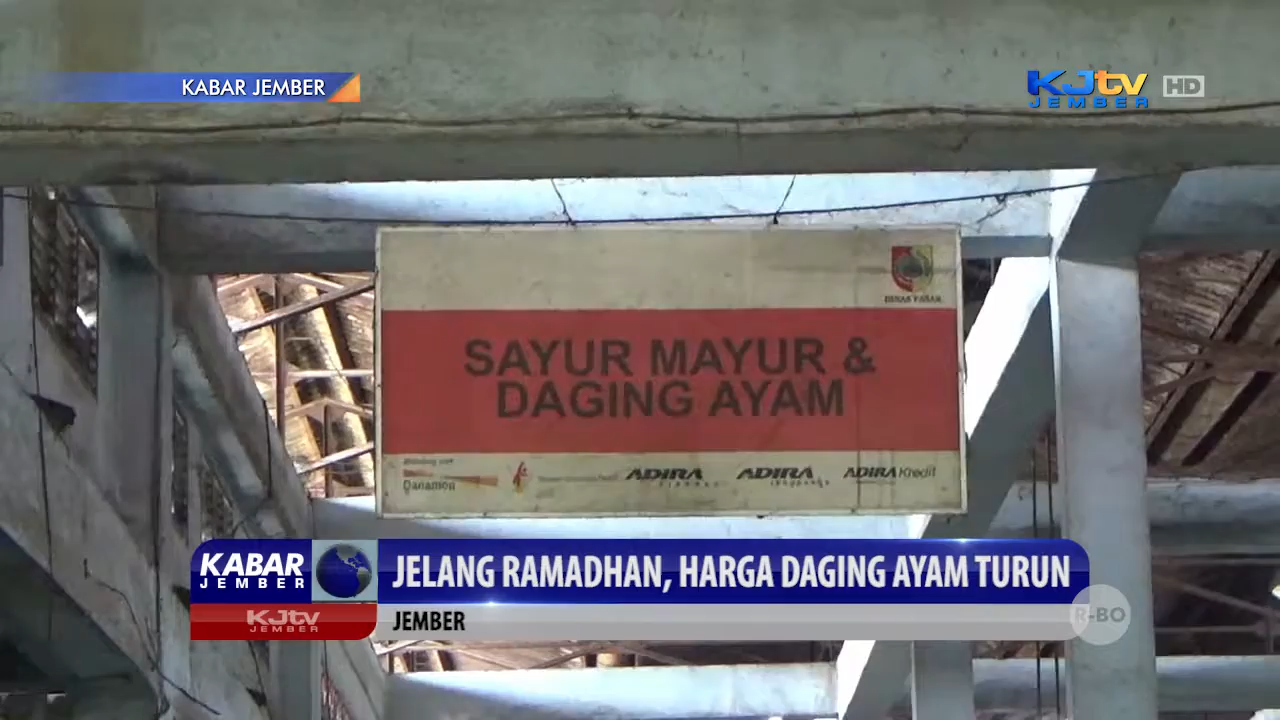 KABAR JEMBER
KJtv
JEMBER
HD
DINAS PASAR
SAYUR MAYUR &
DAGING AYAM
Danamon
ADIRA
ADIRA
ADIRA Kredit
KABAR
JEMBER
JELANG RAMADHAN, HARGA DAGING AYAM TURUN
KJtv
JEMBER
JEMBER
R-BO